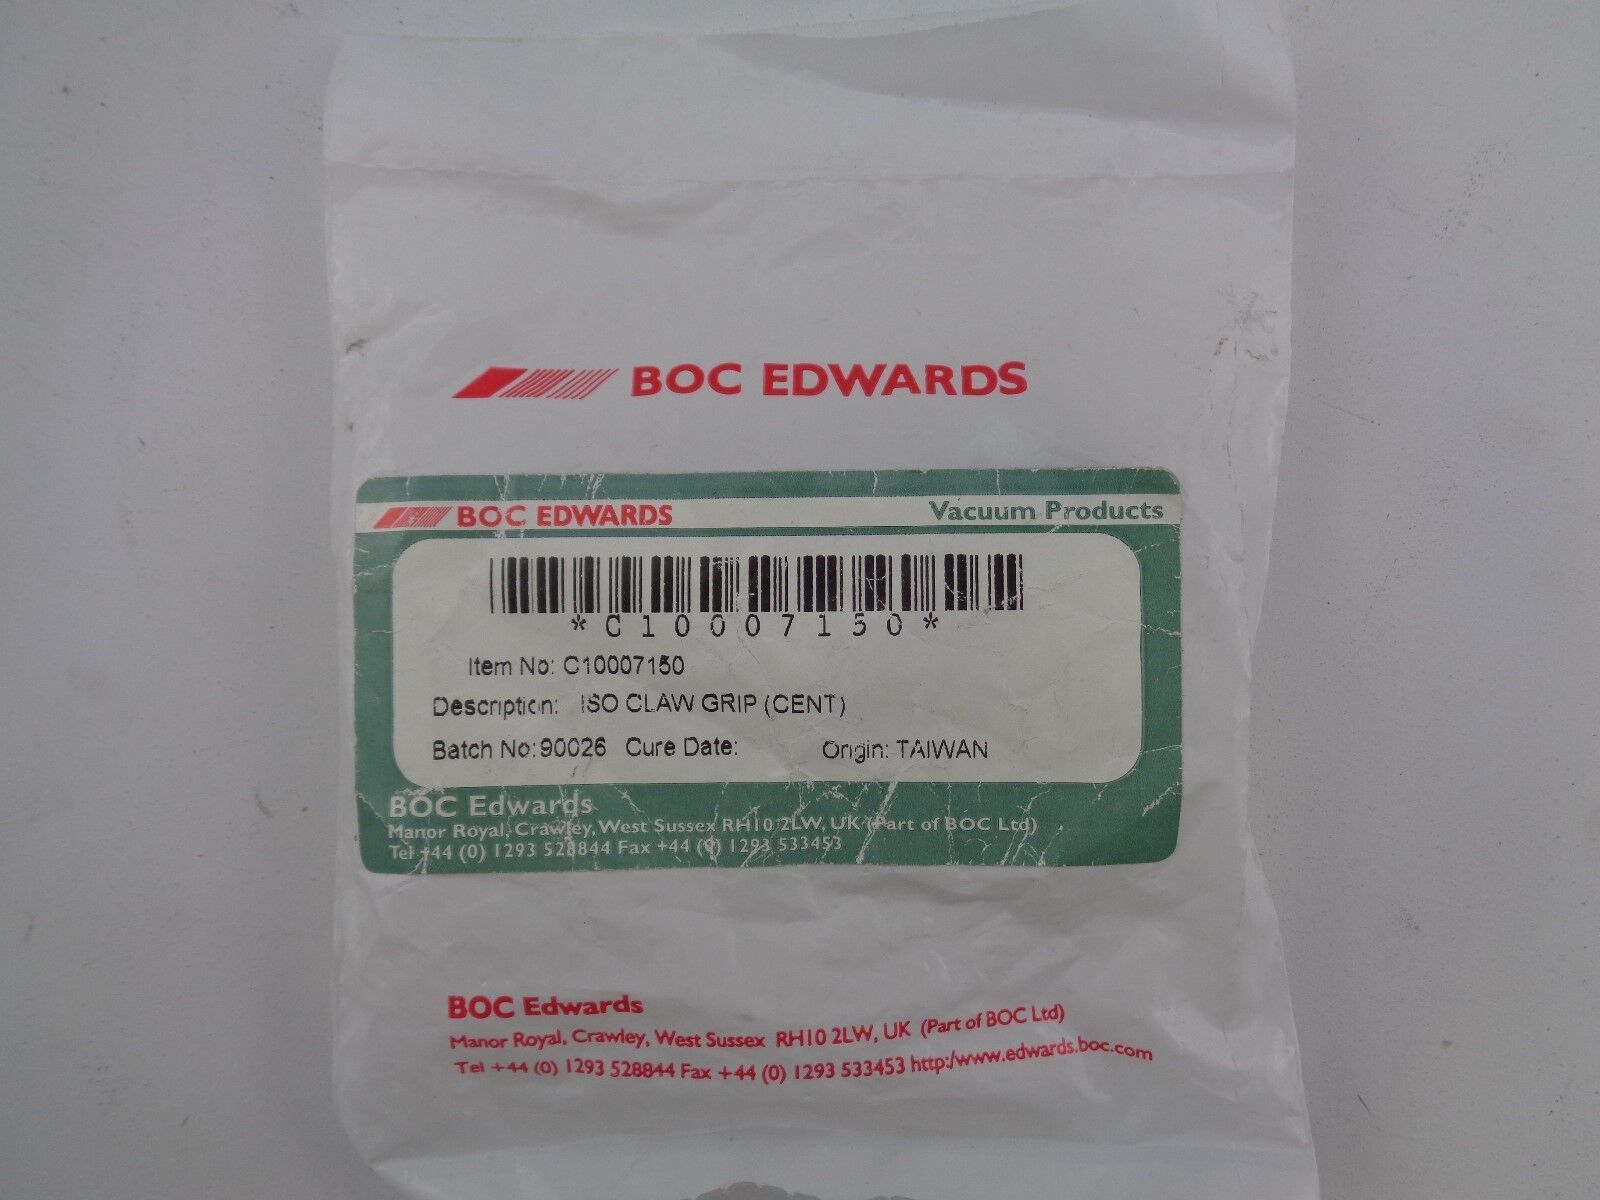 BOC EDWARDS
BOC EDWARDS Vacuum Products
*C10007150*
Item No: C10007150
Description: ISO CLAW GRIP (CENT)
Batch No: 90026 Cure Date: Origin: TAIWAN
BOC Edwards
Manor Royal, Crawley, West Sussex RH10 2LW, UK (Part of BOC Ltd)
Tel +44 (0) 1293 528844 Fax +44 (0) 1293 533453
BOC Edwards
Manor Royal, Crawley, West Sussex RH10 2LW, UK (Part of BOC Ltd)
Tel +44 (0) 1293 528844 Fax +44 (0) 1293 533453 http:/www.edwards.boc.com